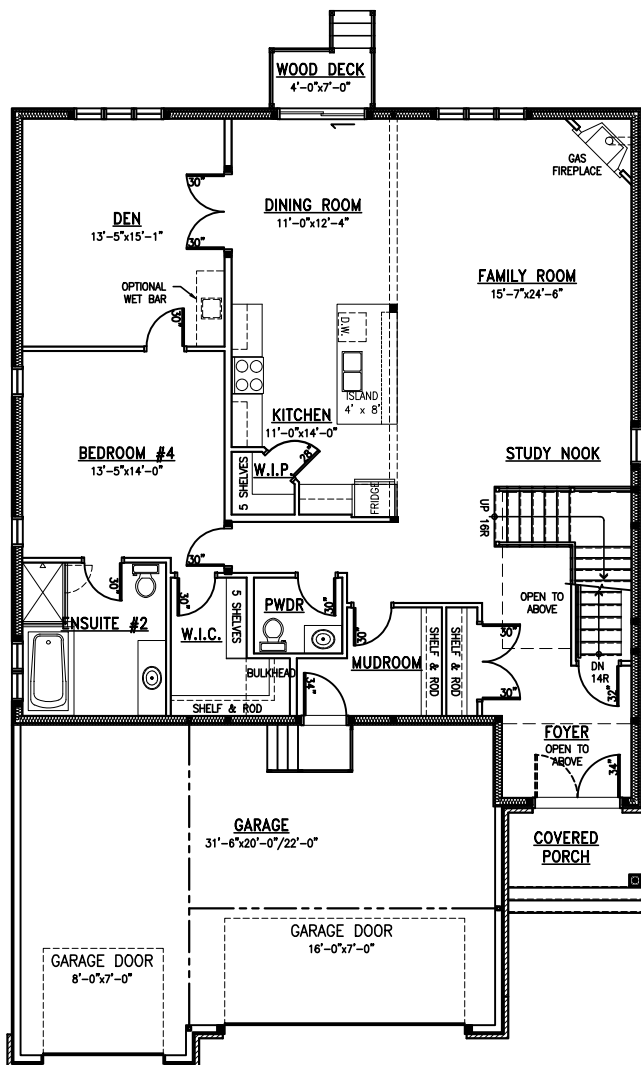 WOOD DECK
4'-0"x7'-0"
GAS
FIREPLACE
30"
DEN
13'-5"x15'-1"
DINING ROOM
11'-0"x12'-4"
30"
FAMILY ROOM
15'-7"x24'-6"
OPTIONAL
WET BAR
30"
D.W.
ISLAND
4' x 8'
KITCHEN
11'-0"x14'-0"
BEDROOM #4
13'-5"x14'-0"
STUDY NOOK
28"
W.I.P.
5 SHELVES
FRIDGE
UP
16R
30"
30"
30"
30"
OPEN TO
ABOVE
PWDR
ENSUITE #2
W.I.C.
5 SHELVES
30"
30"
SHELF & ROD
SHELF & ROD
MUDROOM
BULKHEAD
34"
30"
DN
14R
32"
SHELF & ROD
FOYER
OPEN TO
ABOVE
34"
GARAGE
31'-6"x20'-0"/22'-0"
COVERED
PORCH
GARAGE DOOR
16'-0"x7'-0"
GARAGE DOOR
8'-0"x7'-0"